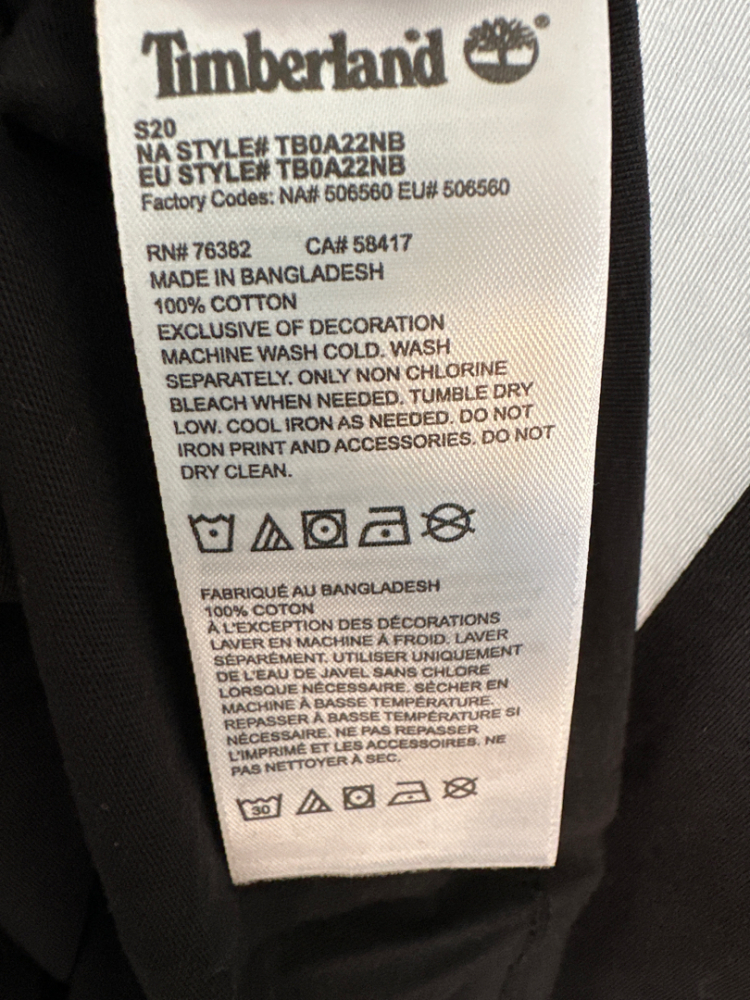 Timberland ®
S20
NA STYLE# TB0A22NB
EU STYLE# TB0A22NB
Factory Codes: NA# 506560 EU# 506560
RN# 76382 CA# 58417
MADE IN BANGLADESH
100% COTTON
EXCLUSIVE OF DECORATION
MACHINE WASH COLD. WASH
SEPARATELY. ONLY NON CHLORINE
BLEACH WHEN NEEDED. TUMBLE DRY
LOW. COOL IRON AS NEEDED. DO NOT
IRON PRINT AND ACCESSORIES. DO NOT
DRY CLEAN.
FABRIQUÉ AU BANGLADESH
100% COTON
À L'EXCEPTION DES DÉCORATIONS
LAVER EN MACHINE À FROID. LAVER
SÉPARÉMENT. UTILISER UNIQUEMENT
DE L'EAU DE JAVEL SANS CHLORE
LORSQUE NÉCESSAIRE. SÉCHER EN
MACHINE À BASSE TEMPÉRATURE.
REPASSER À BASSE TEMPÉRATURE SI
NÉCESSAIRE. NE PAS REPASSER
L'IMPRIMÉ ET LES ACCESSOIRES. NE
PAS NETTOYER À SEC.
30